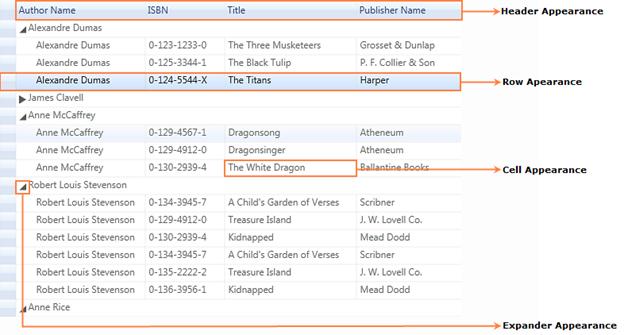 Author Name ISBN Title Publisher Name Header Appearance
Alexandre Dumas
Alexandre Dumas 0-123-1233-0 The Three Musketeers Grosset & Dunlap
Alexandre Dumas 0-125-3344-1 The Black Tulip P. F. Collier & Son
Alexandre Dumas 0-124-5544-X The Titans Harper Row Apearance
James Clavell
Anne McCaffrey
Anne McCaffrey 0-129-4567-1 Dragonsong Atheneum
Anne McCaffrey 0-129-4912-0 Dragonsinger Atheneum
Anne McCaffrey 0-130-2939-4 The White Dragon Ballantine Books Cell Appearance
Robert Louis Stevenson
Robert Louis Stevenson 0-134-3945-7 A Child's Garden of Verses Scribner
Robert Louis Stevenson 0-129-4912-0 Treasure Island J. W. Lovell Co.
Robert Louis Stevenson 0-130-2939-4 Kidnapped Mead Dodd
Robert Louis Stevenson 0-134-3945-7 A Child's Garden of Verses Scribner
Robert Louis Stevenson 0-135-2222-2 Treasure Island J. W. Lovell Co.
Robert Louis Stevenson 0-136-3956-1 Kidnapped Mead Dodd
Anne Rice
Expander Appearance